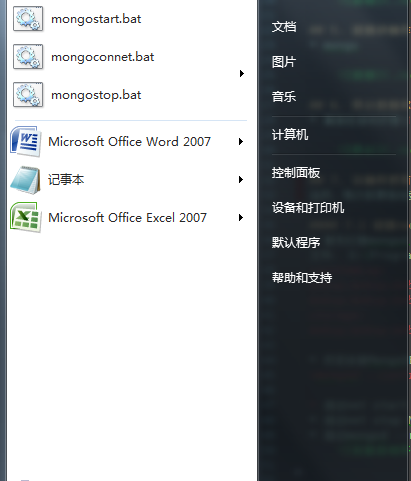 mongostart.bat
mongoconnet.bat
mongostop.bat
Microsoft Office Word 2007
记事本
Microsoft Office Excel 2007
文档
图片
音乐
计算机
控制面板
设备和打印机
默认程序
帮助和支持